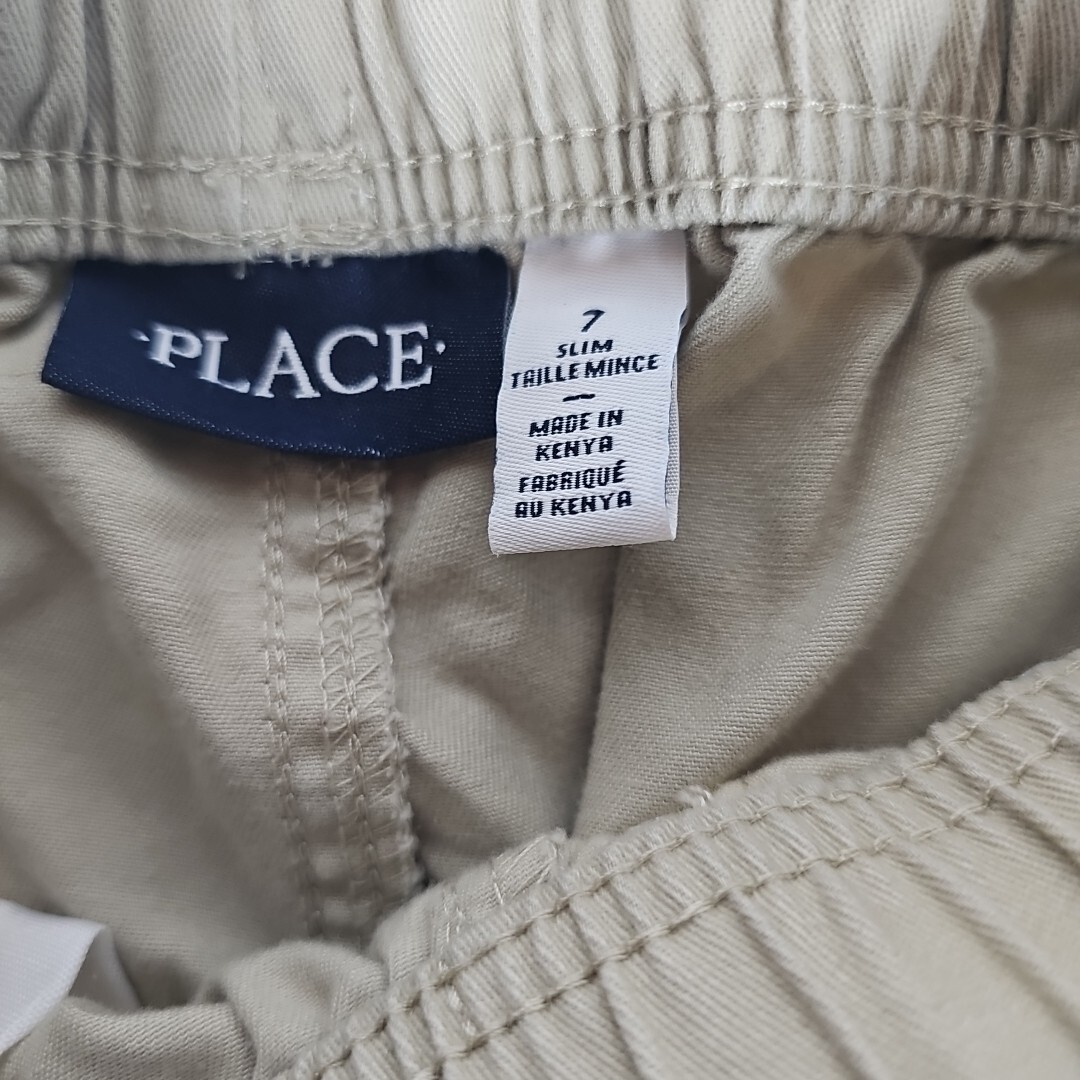 ·PLACE·
7
SLIM
TAILLE MINCE
—
MADE IN
KENYA
FABRIQUÉ
AU KENYA